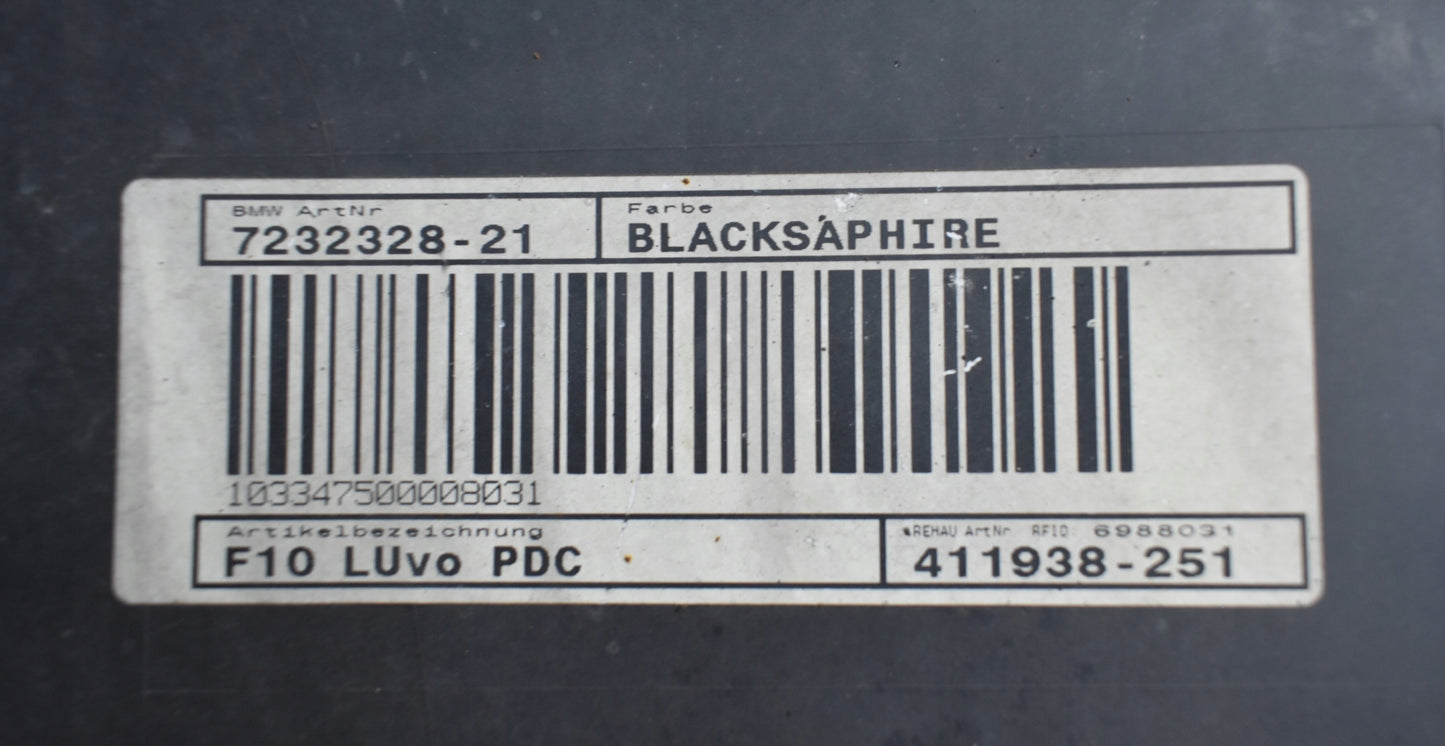 BMW ArtNr
7232328-21
Farbe
BLACKSAPHIRE
103347500008031
Artikelbezeichnung
F10 LUvo PDC
REHAU ArtNr RFID: 6988031
411938-251